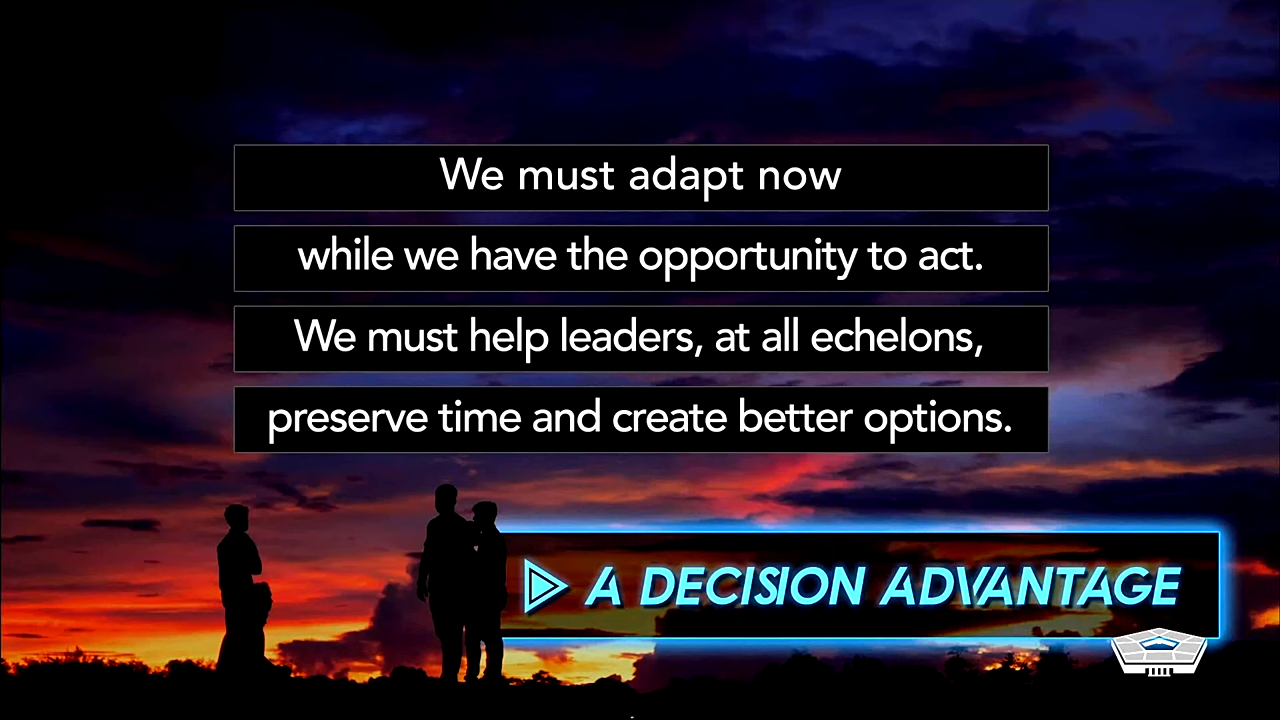 We must adapt now
while we have the opportunity to act.
We must help leaders, at all echelons,
preserve time and create better options.
A DECISION ADVANTAGE